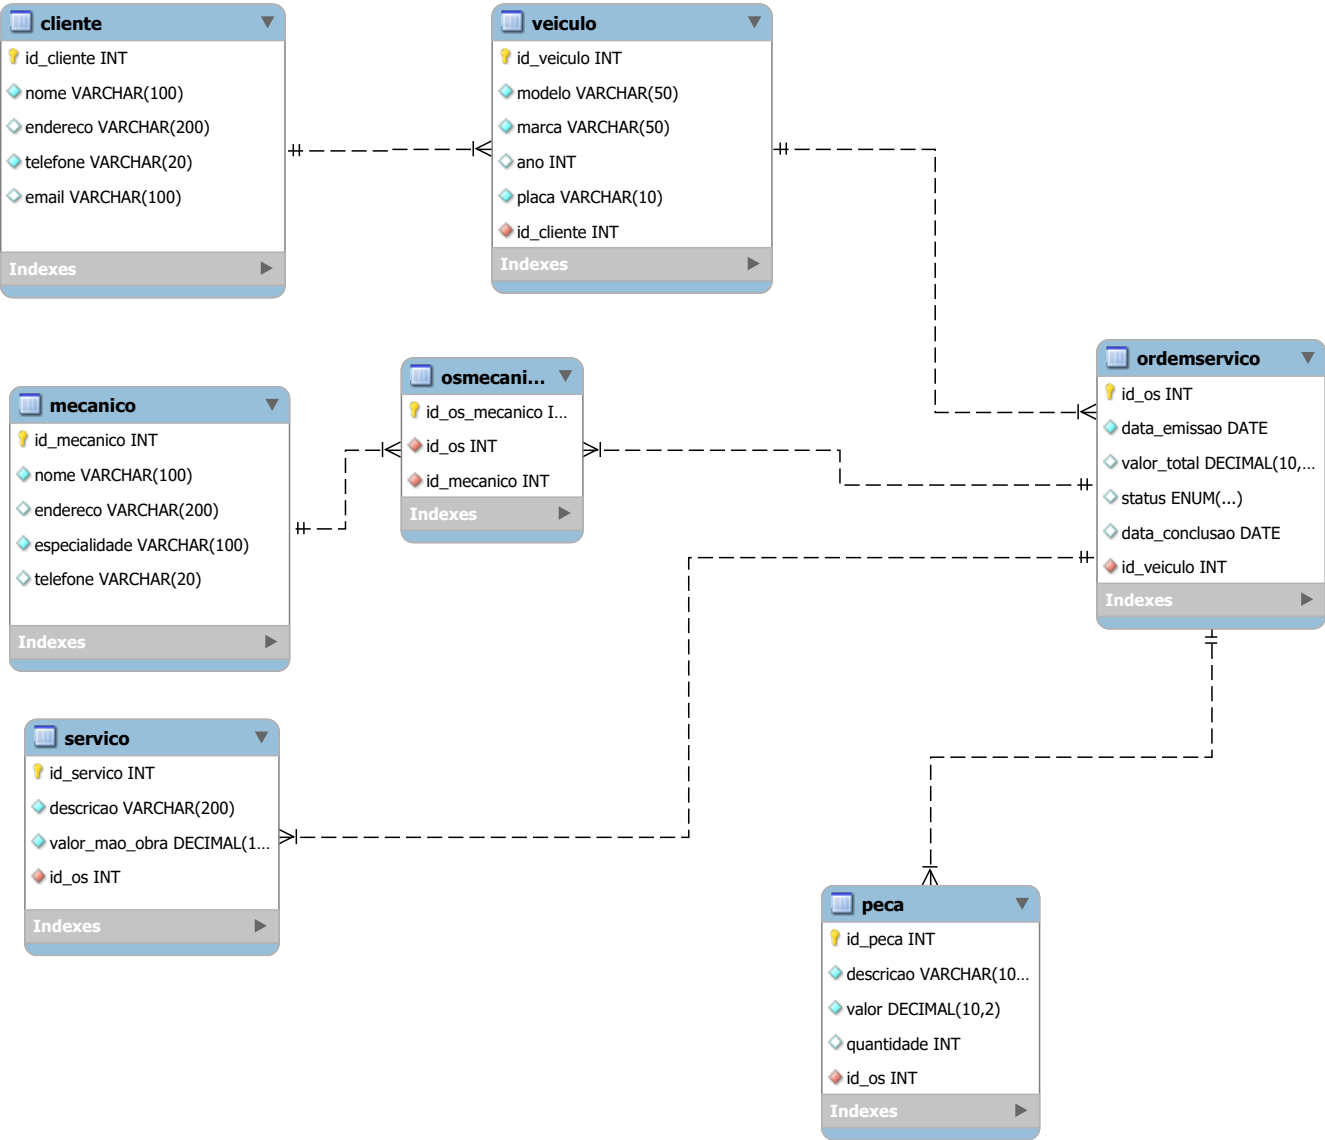 cliente
id_cliente INT
nome VARCHAR(100)
endereco VARCHAR(200)
telefone VARCHAR(20)
email VARCHAR(100)
Indexes
veiculo
id_veiculo INT
modelo VARCHAR(50)
marca VARCHAR(50)
ano INT
placa VARCHAR(10)
id_cliente INT
Indexes
ordemservico
id_os INT
data_emissao DATE
valor_total DECIMAL(10,...
status ENUM(...)
data_conclusao DATE
id_veiculo INT
Indexes
osmecani...
id_os_mecanico I...
id_os INT
id_mecanico INT
Indexes
mecanico
id_mecanico INT
nome VARCHAR(100)
endereco VARCHAR(200)
especialidade VARCHAR(100)
telefone VARCHAR(20)
Indexes
servico
id_servico INT
descricao VARCHAR(200)
valor_mao_obra DECIMAL(1...
id_os INT
Indexes
peca
id_peca INT
descricao VARCHAR(10...
valor DECIMAL(10,2)
quantidade INT
id_os INT
Indexes